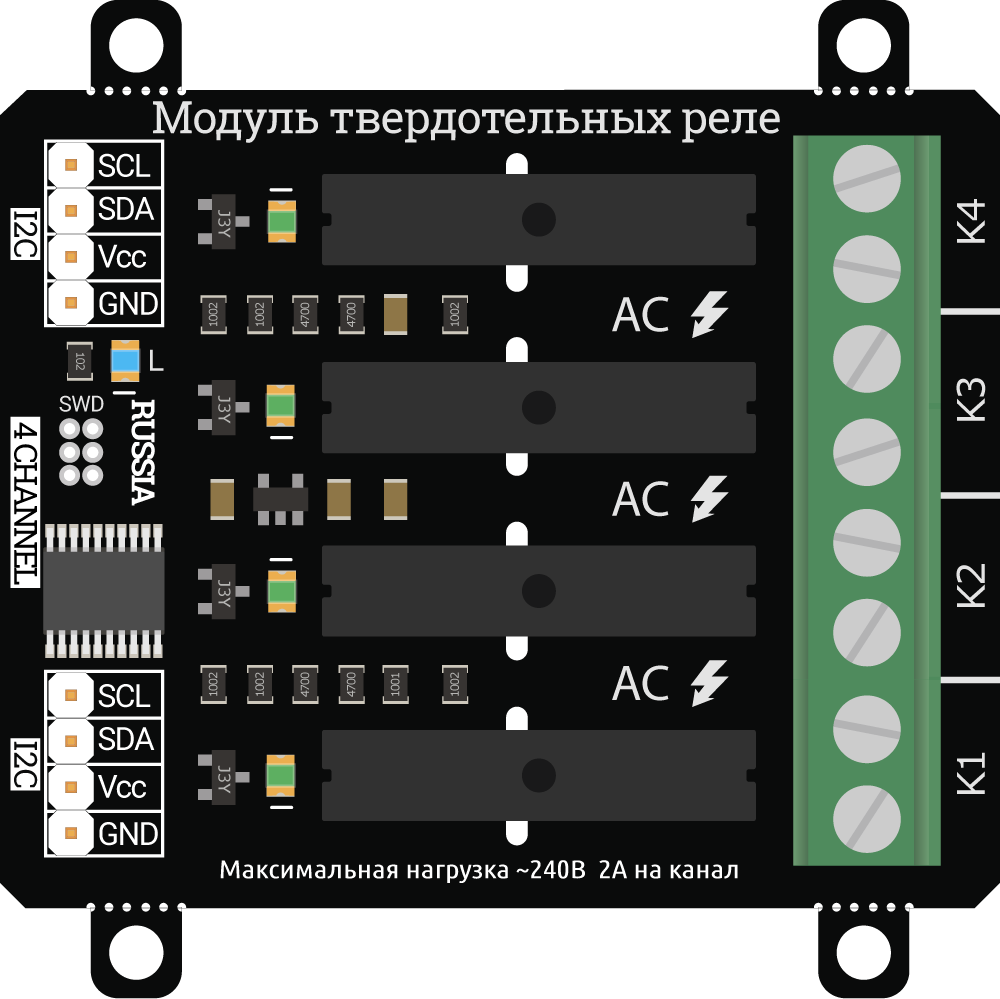 Модуль твердотельных реле
I2C
SCL
SDA
Vcc
GND
J3Y
K4
1002
1002
4700
4700
1002
AC
102
L
SWD
RUSSIA
J3Y
K3
4 CHANNEL
AC
J3Y
K2
1002
1002
4700
4700
1001
1002
AC
I2C
SCL
SDA
Vcc
GND
J3Y
K1
Максимальная нагрузка ~240В 2А на канал